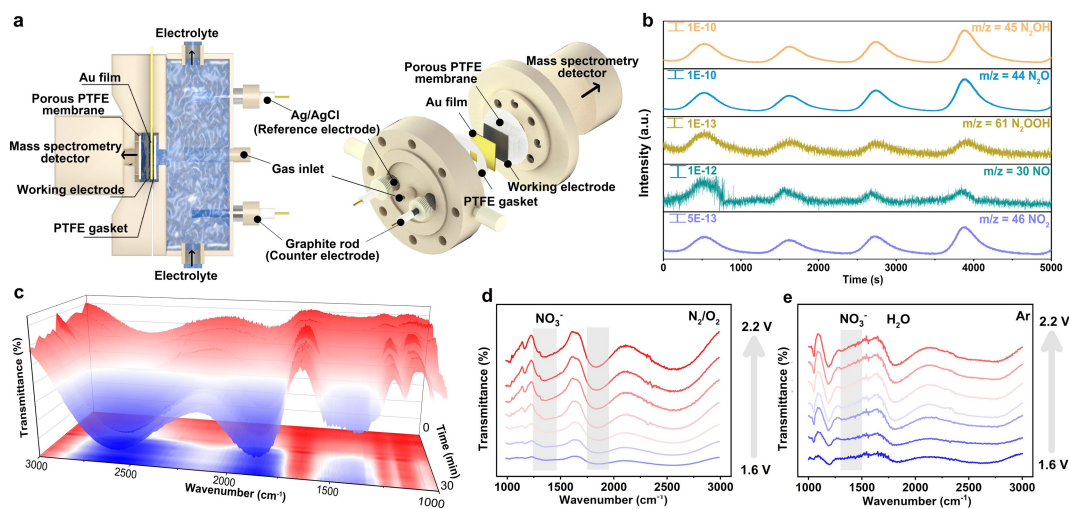 a
Electrolyte
Au film
Porous PTFE
membrane
Mass spectrometry
detector
Working electrode
PTFE gasket
Electrolyte
Ag/AgCl
(Reference electrode)
Gas inlet
Graphite rod
(Counter electrode)
Porous PTFE
membrane
Au film
Mass spectrometry
detector
Working electrode
PTFE gasket
b
Intensity (a.u.)
1E-10
m/z = 45 N₂OH
1E-10
m/z = 44 N₂O
1E-13
m/z = 61 N₂OOH
1E-12
m/z = 30 NO
5E-13
m/z = 46 NO₂
0 1000 2000 3000 4000 5000
Time (s)
c
Transmittance (%)
3000 2500 2000 1500 1000
Wavenumber (cm⁻¹)
0
30
Time (min)
d
NO₃⁻
N₂/O₂
2.2 V
1.6 V
Transmittance (%)
1000 1500 2000 2500 3000
Wavenumber (cm⁻¹)
e
NO₃⁻
H₂O
Ar
2.2 V
1.6 V
Transmittance (%)
1000 1500 2000 2500 3000
Wavenumber (cm⁻¹)